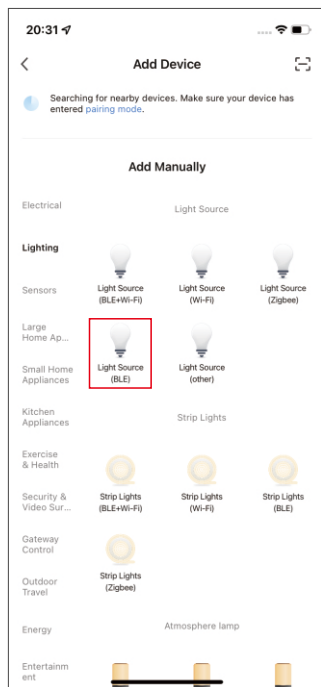 20:31
Add Device
Searching for nearby devices. Make sure your device has
entered pairing mode.
Add Manually
Electrical
Lighting
Sensors
Large
Home Ap...
Small Home
Appliances
Kitchen
Appliances
Exercise
& Health
Security &
Video Sur...
Gateway
Control
Outdoor
Travel
Energy
Entertainm
ent
Light Source
Light Source
(BLE+Wi-Fi)
Light Source
(Wi-Fi)
Light Source
(Zigbee)
Light Source
(BLE)
Light Source
(other)
Strip Lights
Strip Lights
(BLE+Wi-Fi)
Strip Lights
(Wi-Fi)
Strip Lights
(BLE)
Strip Lights
(Zigbee)
Atmosphere lamp